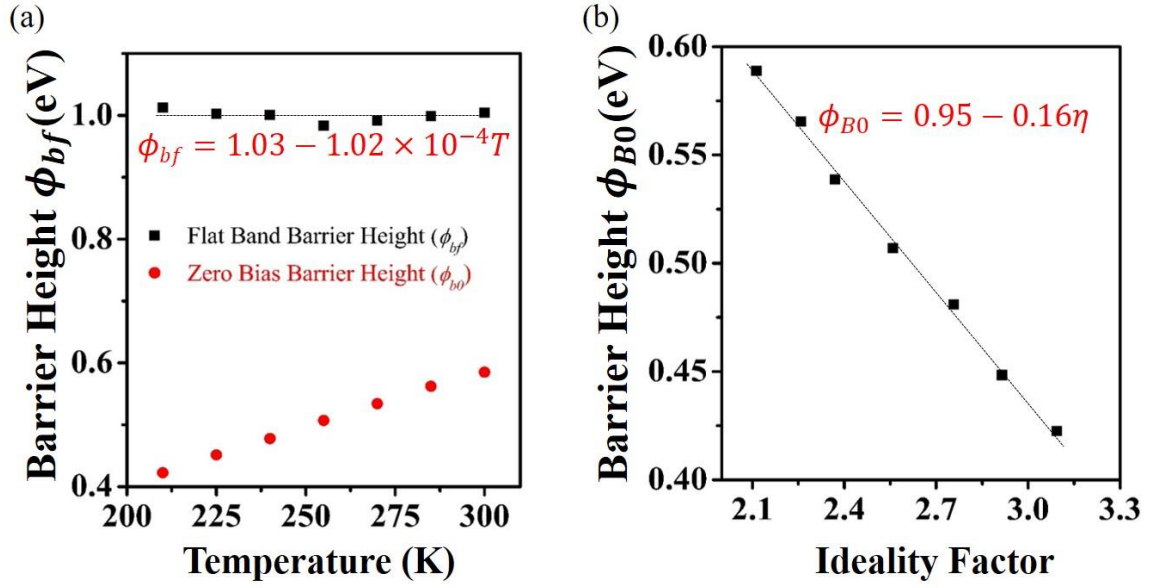 (a)
Barrier Height ϕbf(eV)
1.0
0.8
0.6
0.4
ϕbf = 1.03 − 1.02 × 10⁻⁴T
Flat Band Barrier Height (ϕbf)
Zero Bias Barrier Height (ϕb0)
200 225 250 275 300
Temperature (K)
(b)
Barrier Height ϕB0(eV)
0.60
0.55
0.50
0.45
0.40
ϕB0 = 0.95 − 0.16η
2.1 2.4 2.7 3.0 3.3
Ideality Factor